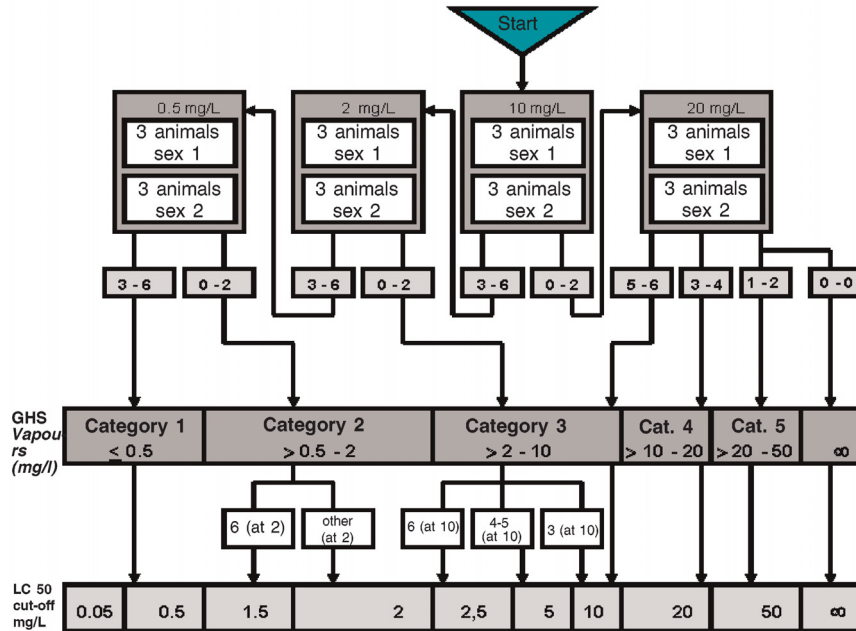 Start
0.5 mg/L
2 mg/L
10 mg/L
20 mg/L
3 animals
sex 1
3 animals
sex 1
3 animals
sex 1
3 animals
sex 1
3 animals
sex 2
3 animals
sex 2
3 animals
sex 2
3 animals
sex 2
3 - 6
0 - 2
3 - 6
0 - 2
3 - 6
0 - 2
5 - 6
3 - 4
1 - 2
0 - 0
GHS
Vapou-
rs
(mg/l)
Category 1
≤ 0.5
Category 2
> 0.5 - 2
Category 3
> 2 - 10
Cat. 4
> 10 - 20
Cat. 5
> 20 - 50
∞
6 (at 2)
other
(at 2)
6 (at 10)
4-5
(at 10)
3 (at 10)
LC 50
cut-off
mg/L
0.05
0.5
1.5
2
2,5
5
10
20
50
∞